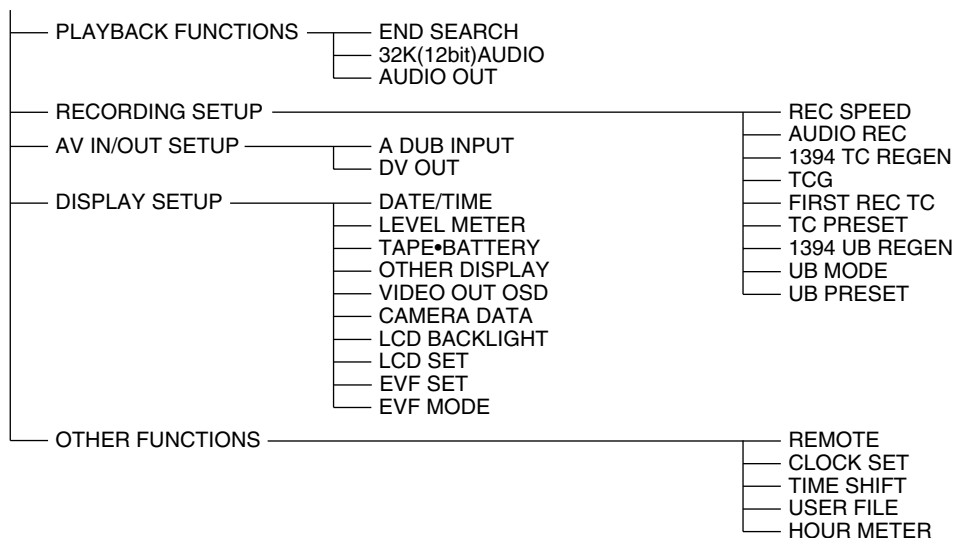 PLAYBACK FUNCTIONS
END SEARCH
32K(12bit)AUDIO
AUDIO OUT
RECORDING SETUP
REC SPEED
AUDIO REC
1394 TC REGEN
TCG
FIRST REC TC
TC PRESET
1394 UB REGEN
UB MODE
UB PRESET
AV IN/OUT SETUP
A DUB INPUT
DV OUT
DISPLAY SETUP
DATE/TIME
LEVEL METER
TAPE•BATTERY
OTHER DISPLAY
VIDEO OUT OSD
CAMERA DATA
LCD BACKLIGHT
LCD SET
EVF SET
EVF MODE
OTHER FUNCTIONS
REMOTE
CLOCK SET
TIME SHIFT
USER FILE
HOUR METER